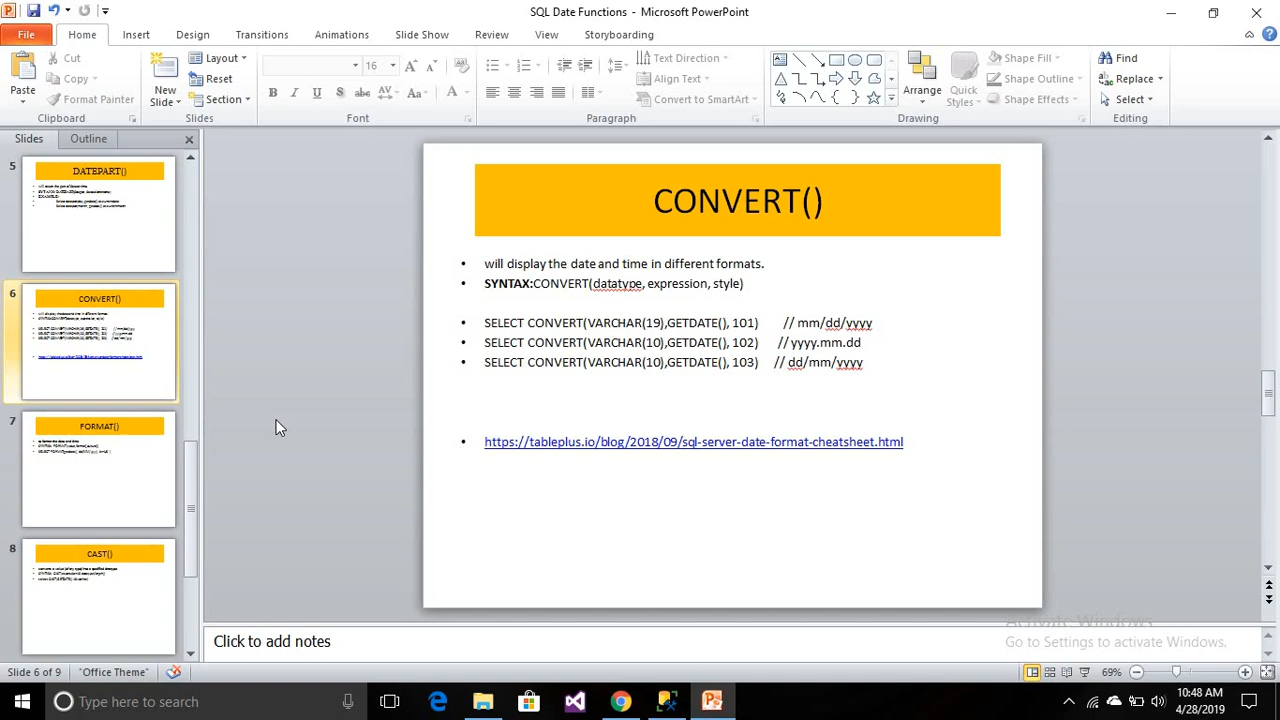 SQL Date Functions - Microsoft PowerPoint
File Home Insert Design Transitions Animations Slide Show Review View Storyboarding
Paste
Cut
Copy
Format Painter
Clipboard
New Slide
Layout
Reset
Section
Slides
16
Font
Text Direction
Align Text
Convert to SmartArt
Paragraph
Arrange
Quick Styles
Shape Fill
Shape Outline
Shape Effects
Drawing
Find
Replace
Select
Editing
Slides Outline
5
DATEPART()
6
CONVERT()
7
FORMAT()
8
CAST()
CONVERT()
• will display the date and time in different formats.
• SYNTAX:CONVERT(datatype, expression, style)
• SELECT CONVERT(VARCHAR(19),GETDATE(), 101) // mm/dd/yyyy
• SELECT CONVERT(VARCHAR(10),GETDATE(), 102) // yyyy.mm.dd
• SELECT CONVERT(VARCHAR(10),GETDATE(), 103) // dd/mm/yyyy
• https://tableplus.io/blog/2018/09/sql-server-date-format-cheatsheet.html
Click to add notes
Activate Windows
Go to Settings to activate Windows.
Slide 6 of 9 "Office Theme" 69%
Type here to search
10:48 AM
4/28/2019